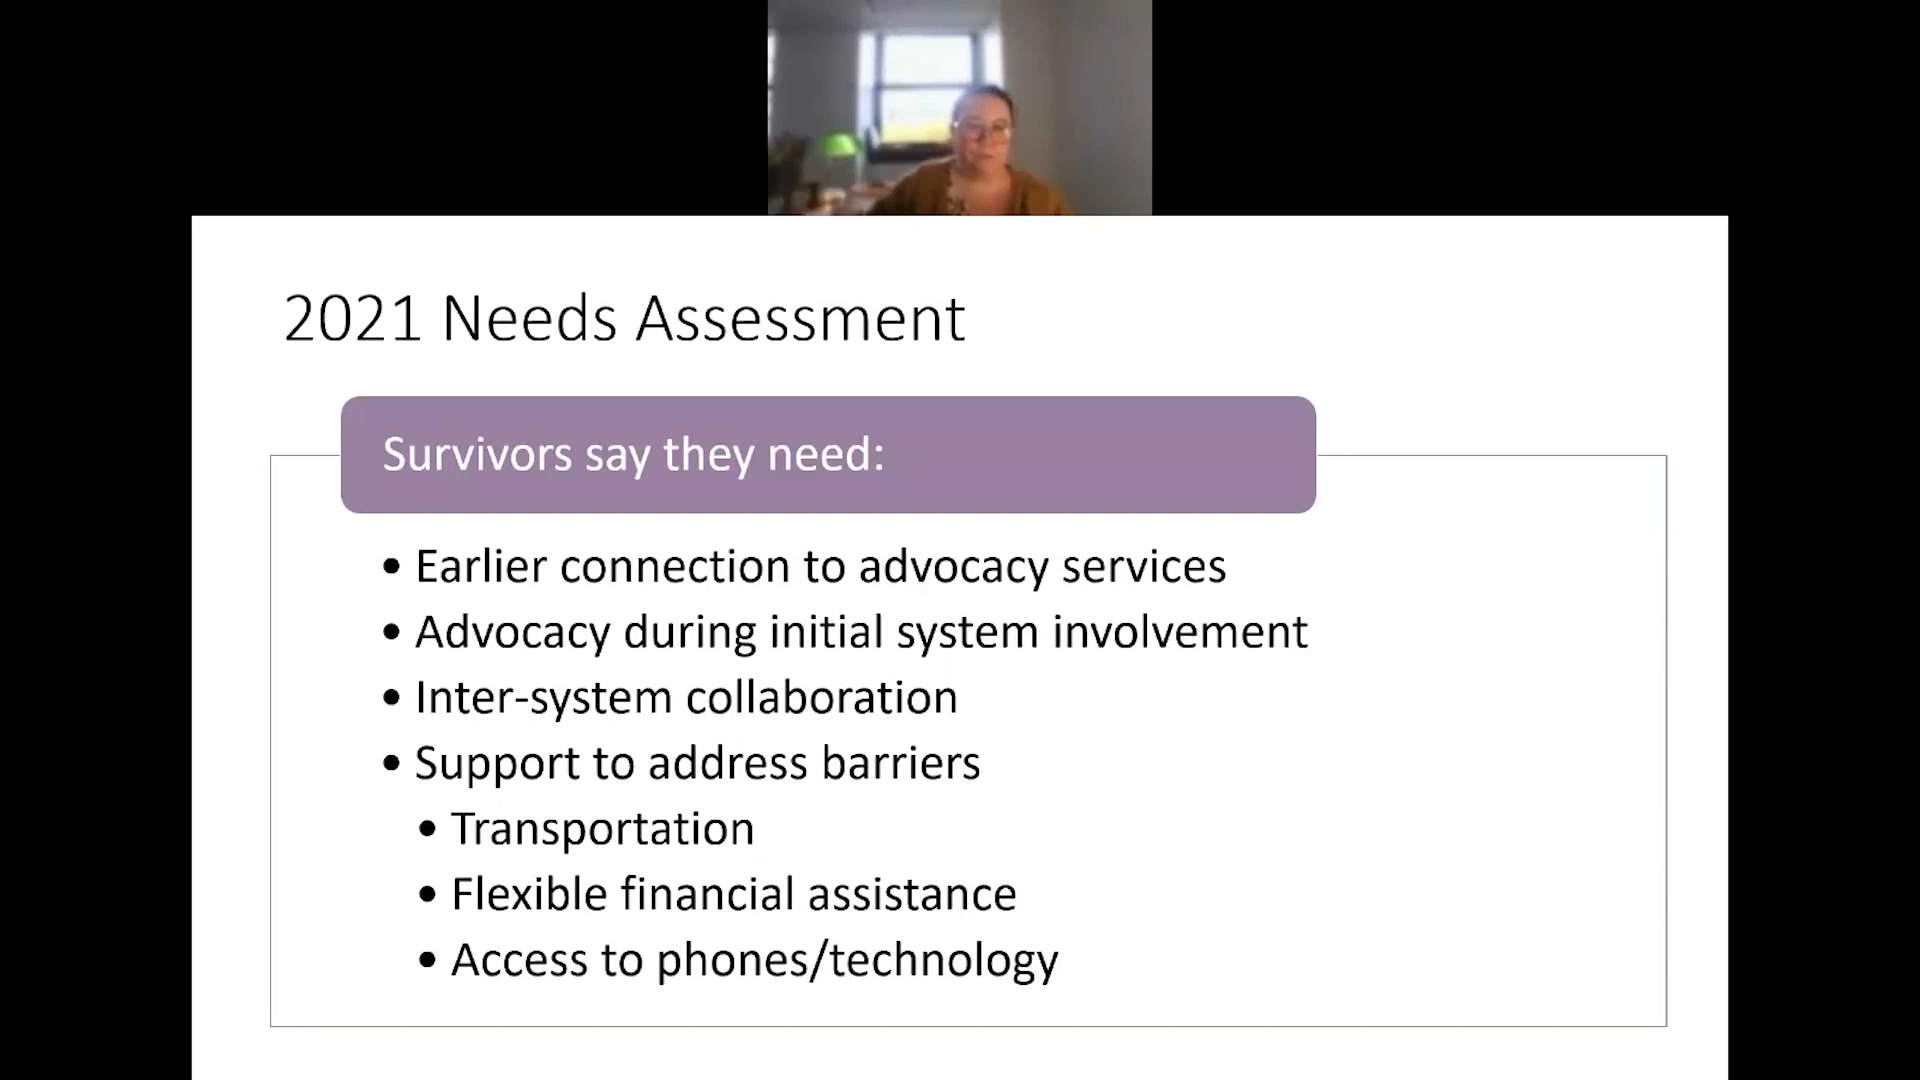 2021 Needs Assessment
Survivors say they need:
• Earlier connection to advocacy services
• Advocacy during initial system involvement
• Inter-system collaboration
• Support to address barriers
• Transportation
• Flexible financial assistance
• Access to phones/technology